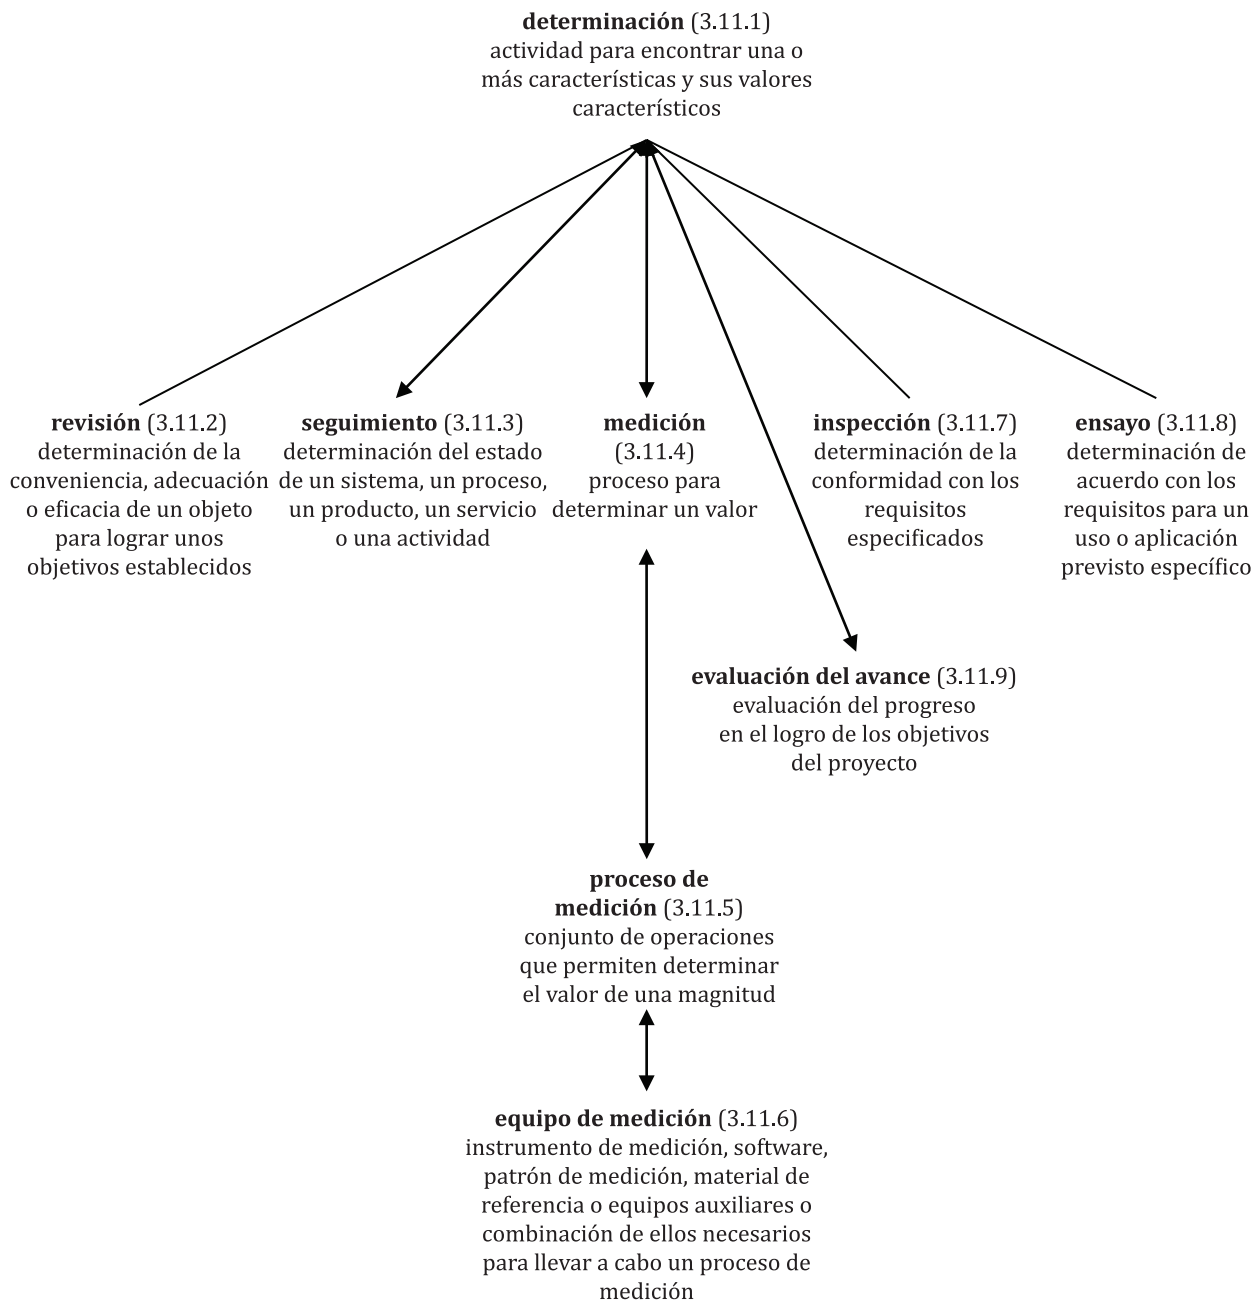 determinación (3.11.1)
actividad para encontrar una o
más características y sus valores
característicos
revisión (3.11.2)
determinación de la
conveniencia, adecuación
o eficacia de un objeto
para lograr unos
objetivos establecidos
seguimiento (3.11.3)
determinación del estado
de un sistema, un proceso,
un producto, un servicio
o una actividad
medición
(3.11.4)
proceso para
determinar un valor
inspección (3.11.7)
determinación de la
conformidad con los
requisitos
especificados
ensayo (3.11.8)
determinación de
acuerdo con los
requisitos para un
uso o aplicación
previsto específico
evaluación del avance (3.11.9)
evaluación del progreso
en el logro de los objetivos
del proyecto
proceso de
medición (3.11.5)
conjunto de operaciones
que permiten determinar
el valor de una magnitud
equipo de medición (3.11.6)
instrumento de medición, software,
patrón de medición, material de
referencia o equipos auxiliares o
combinación de ellos necesarios
para llevar a cabo un proceso de
medición